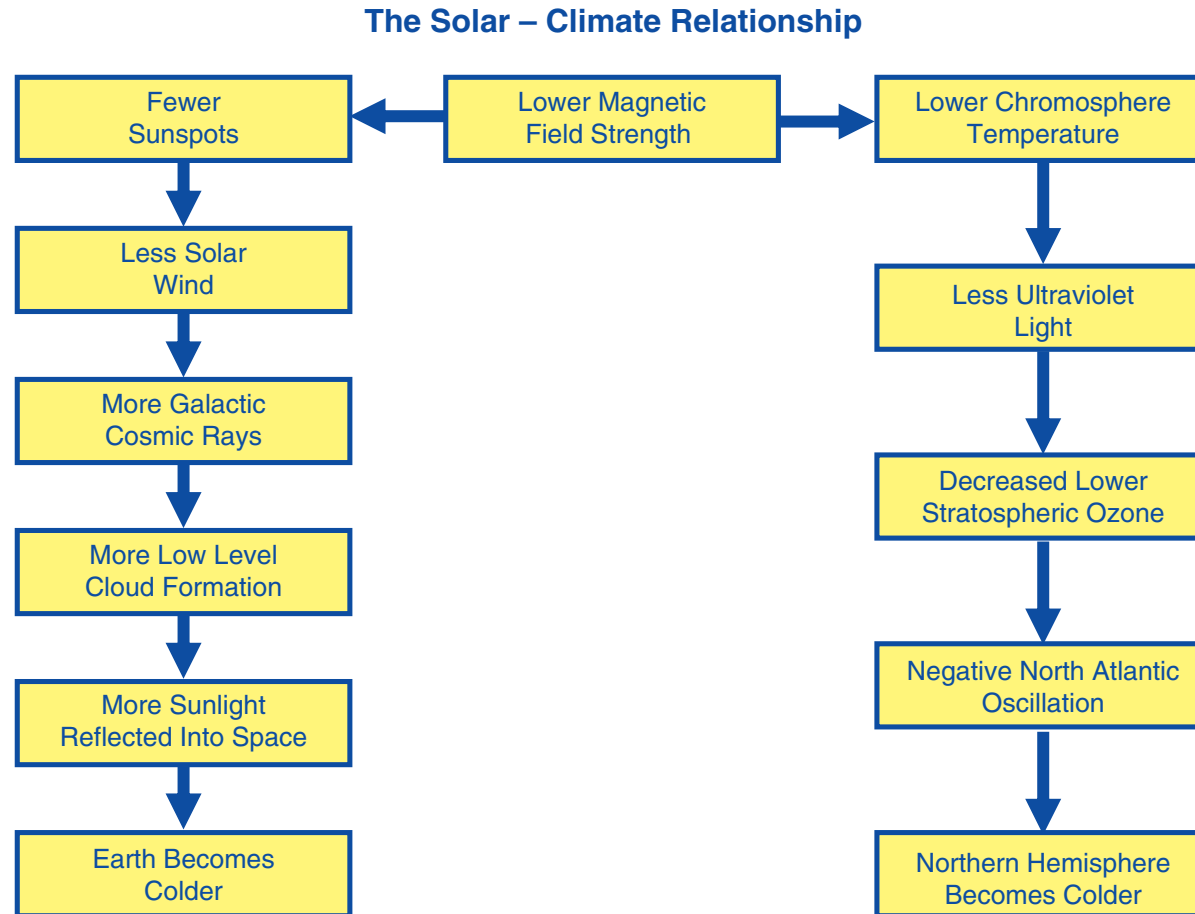 The Solar – Climate Relationship
Fewer
Sunspots
Lower Magnetic
Field Strength
Lower Chromosphere
Temperature
Less Solar
Wind
Less Ultraviolet
Light
More Galactic
Cosmic Rays
Decreased Lower
Stratospheric Ozone
More Low Level
Cloud Formation
Negative North Atlantic
Oscillation
More Sunlight
Reflected Into Space
Earth Becomes
Colder
Northern Hemisphere
Becomes Colder